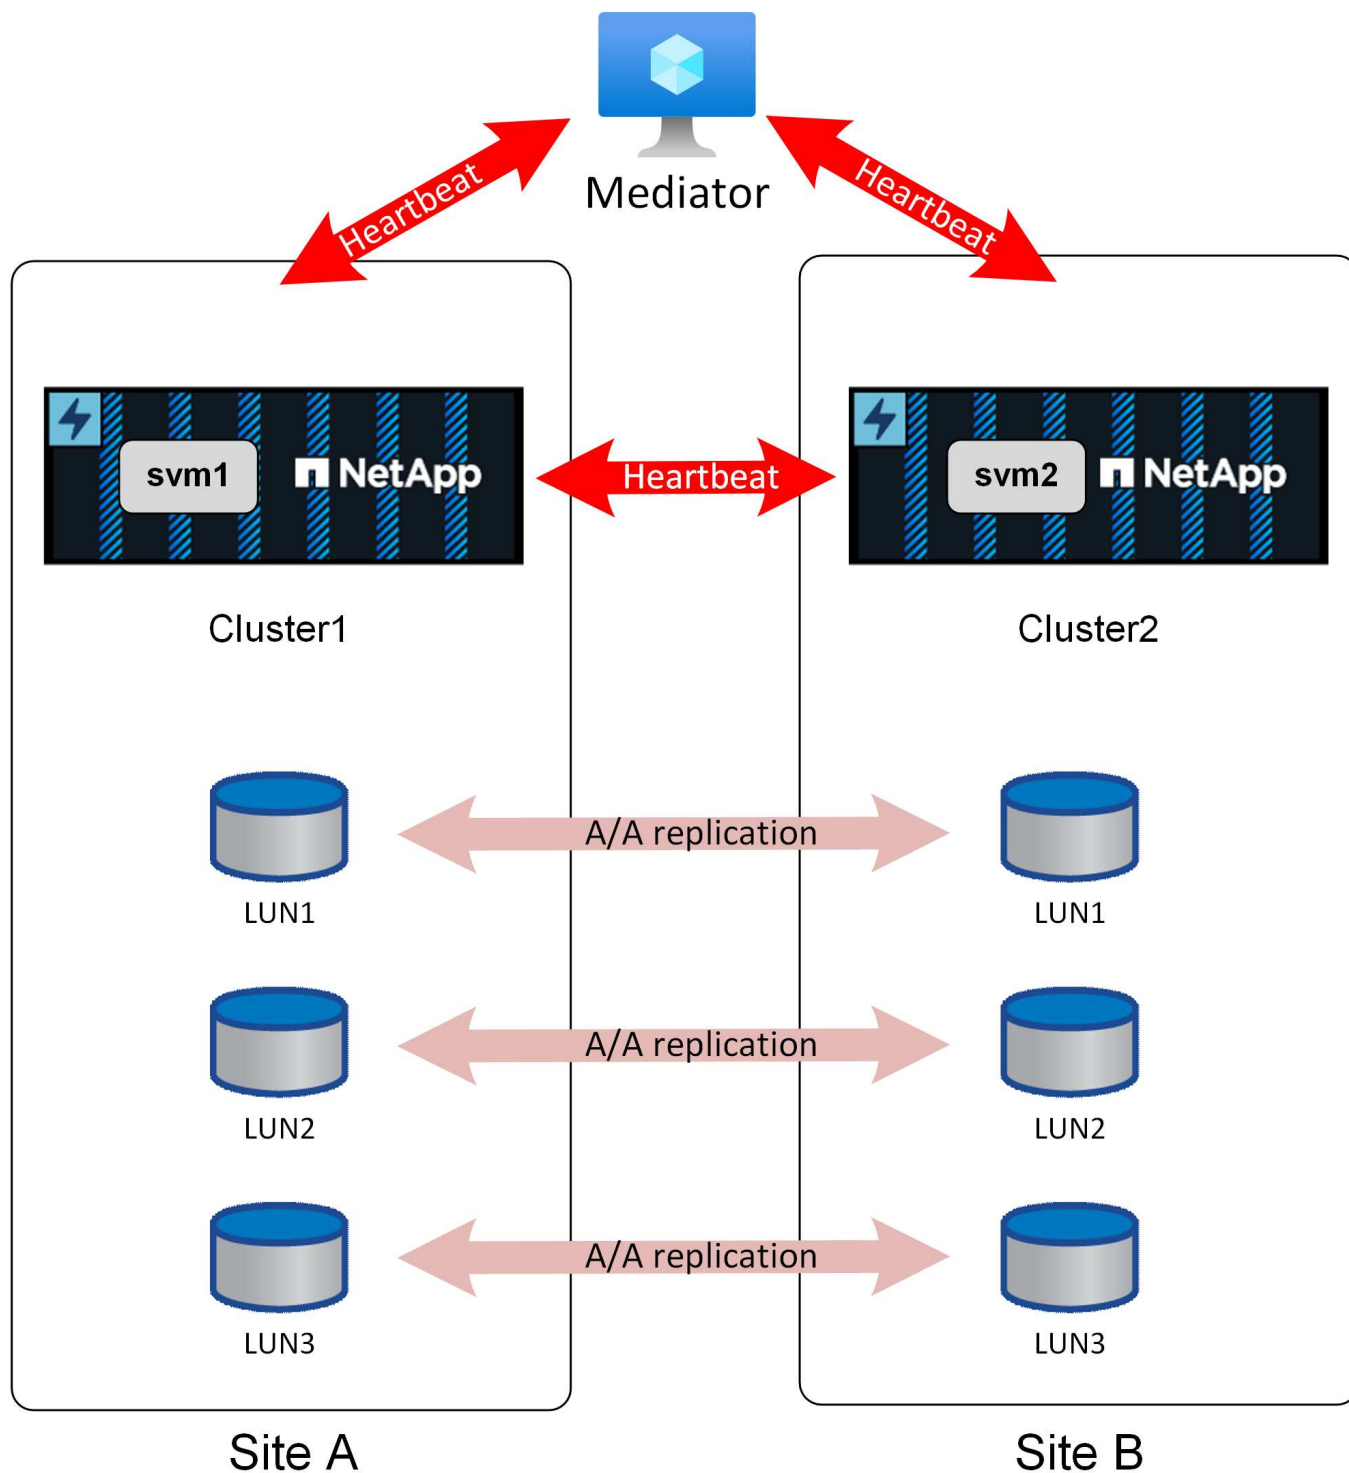 Mediator
Heartbeat
Heartbeat
svm1
NetApp
Heartbeat
svm2
NetApp
Cluster1
Cluster2
A/A replication
LUN1
LUN1
A/A replication
LUN2
LUN2
A/A replication
LUN3
LUN3
Site A
Site B